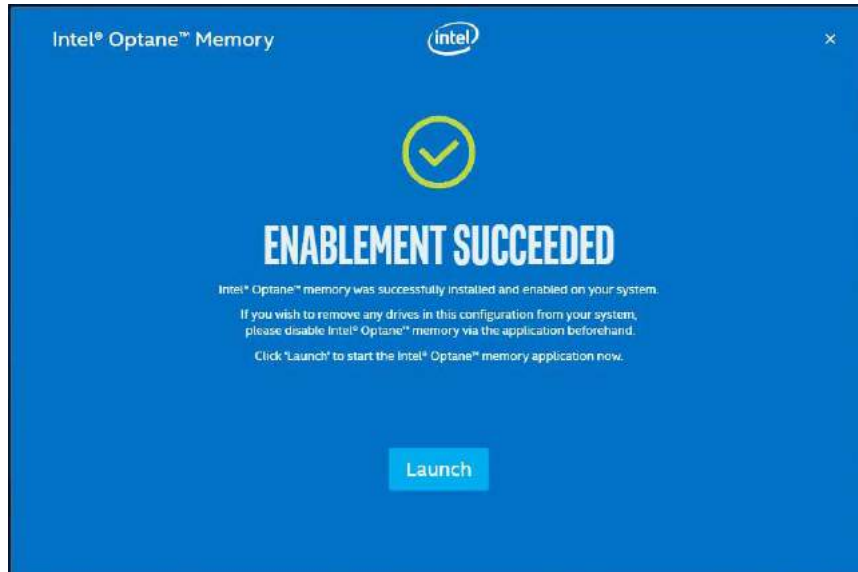 Intel® Optane™ Memory
intel
×
ENABLEMENT SUCCEEDED
Intel® Optane™ memory was successfully installed and enabled on your system.
If you wish to remove any drives in this configuration from your system,
please disable Intel® Optane™ memory via the application beforehand.
Click 'Launch' to start the Intel® Optane™ memory application now.
Launch